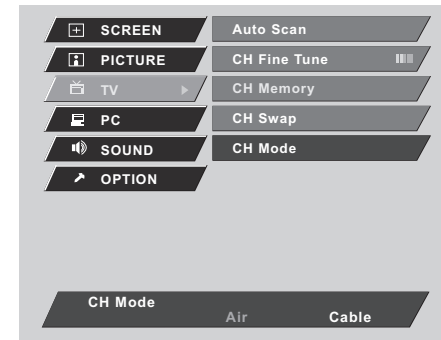 SCREEN
PICTURE
TV
PC
SOUND
OPTION
Auto Scan
CH Fine Tune
CH Memory
CH Swap
CH Mode
CH Mode
Air Cable